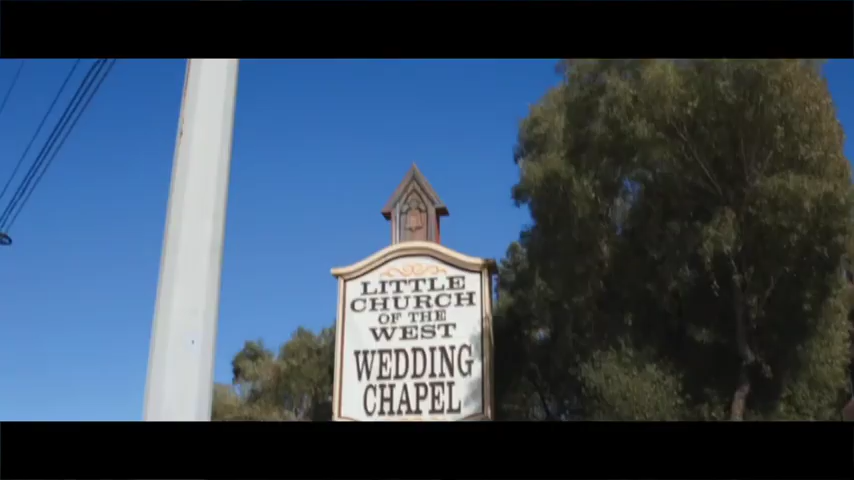 LITTLE
CHURCH
OF THE
WEST
WEDDING
CHAPEL